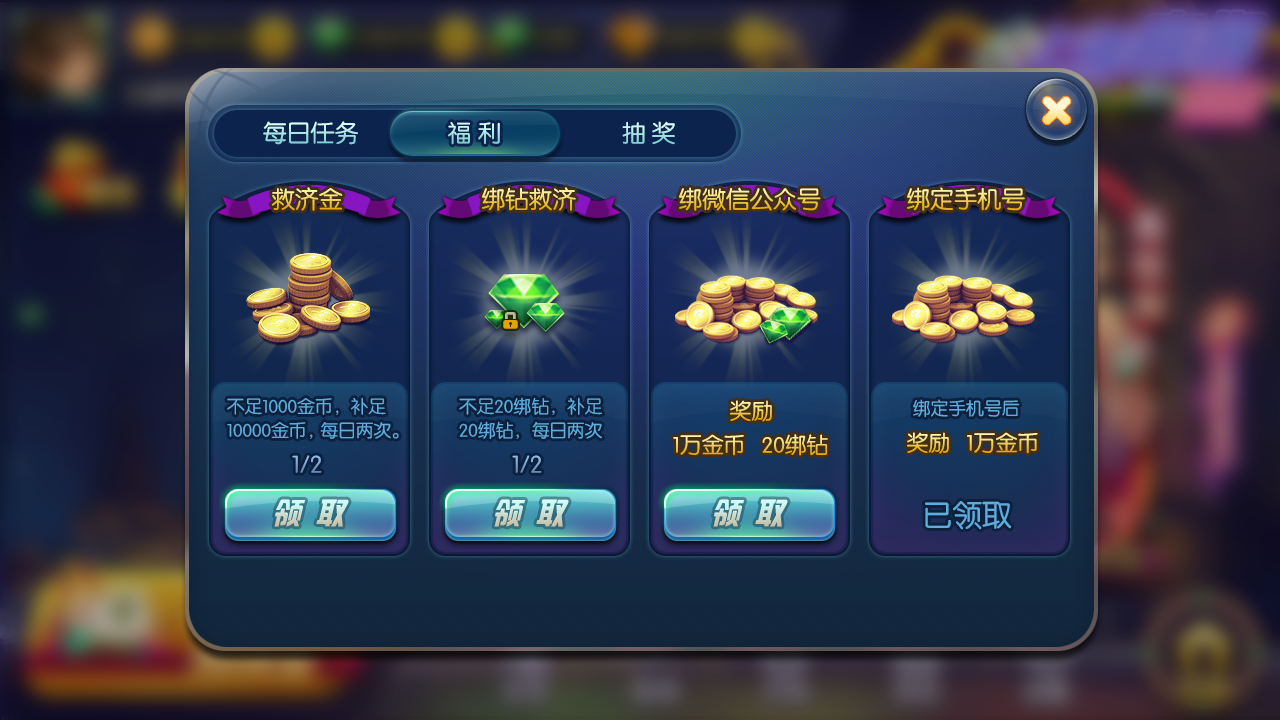 每日任务
福利
抽奖
救济金
绑钻救济
绑微信公众号
绑定手机号
不足1000金币，补足
10000金币，每日两次。
1/2
领取
不足20绑钻，补足
20绑钻，每日两次
1/2
领取
奖励
1万金币 20绑钻
领取
绑定手机号后
奖励 1万金币
已领取